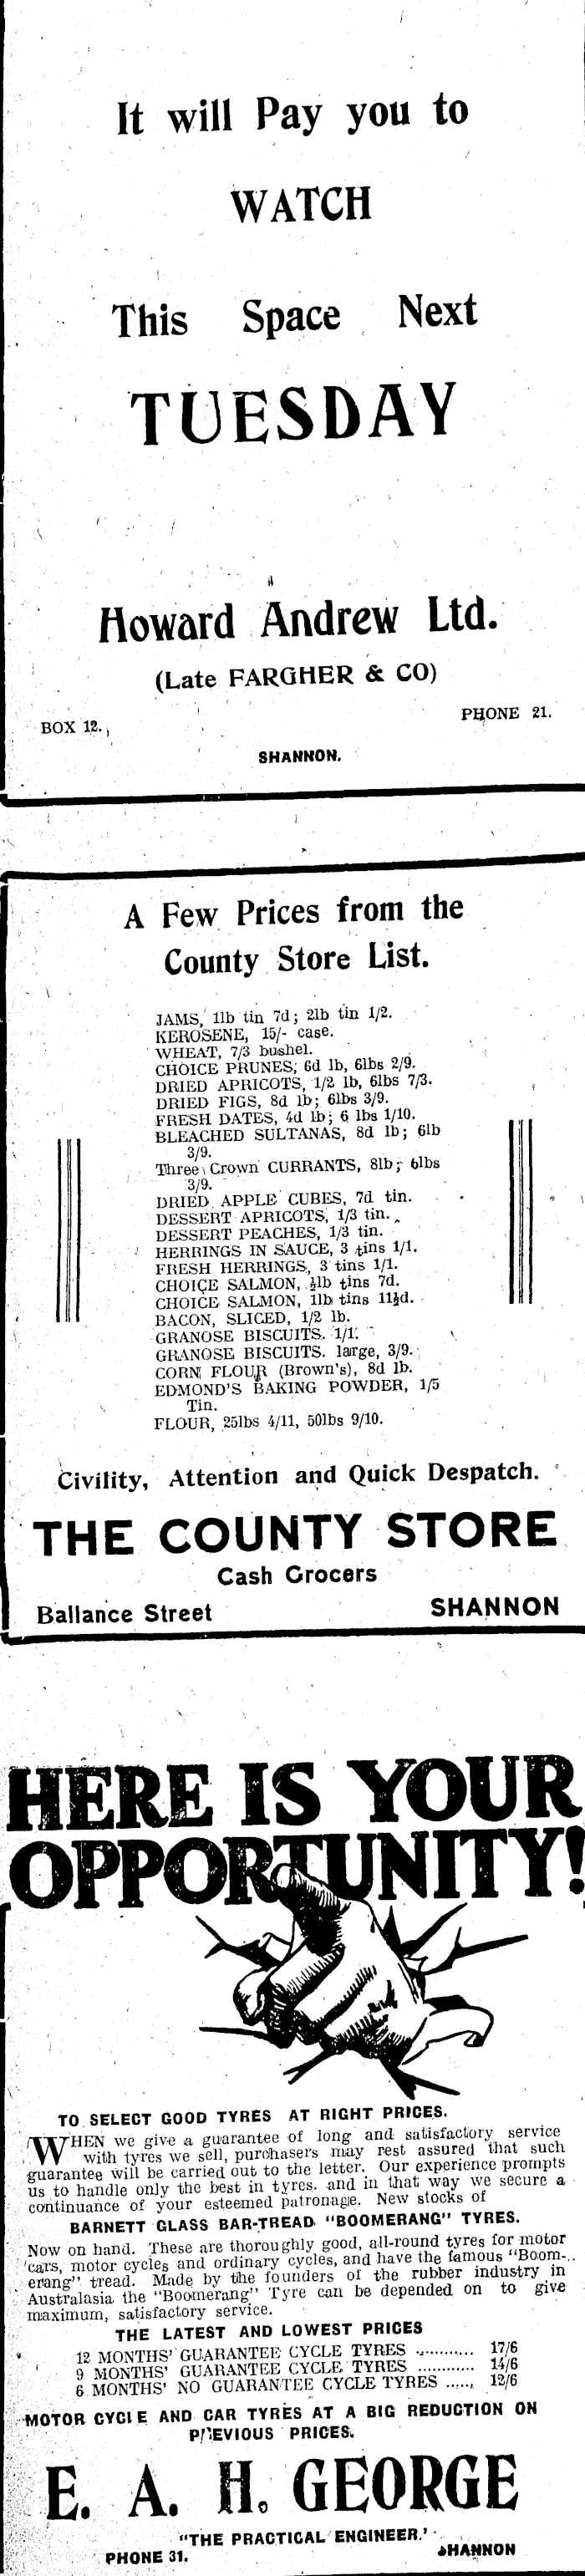 It will Pay you to
WATCH
This Space Next
TUESDAY
Howard Andrew Ltd.
(Late FARGHER & CO)
BOX 12. PHONE 21.
SHANNON.
A Few Prices from the
County Store List.
JAMS, 1lb tin 7d; 2lb tin 1/2.
KEROSENE, 15/- case.
WHEAT, 7/3 bushel.
CHOICE PRUNES, 6d lb, 6lbs 2/9.
DRIED APRICOTS, 1/2 lb, 6lbs 7/3.
DRIED FIGS, 8d lb; 6lbs 3/9.
FRESH DATES, 4d lb; 6 lbs 1/10.
BLEACHED SULTANAS, 8d lb; 6lb
3/9.
Three Crown CURRANTS, 8lb; 6lbs
3/9.
DRIED APPLE CUBES, 7d tin.
DESSERT APRICOTS, 1/3 tin.
DESSERT PEACHES, 1/3 tin.
HERRINGS IN SAUCE, 3 tins 1/1.
FRESH HERRINGS, 3 tins 1/1.
CHOICE SALMON, ½lb tins 7d.
CHOICE SALMON, 1lb tins 11½d.
BACON, SLICED, 1/2 lb.
GRANOSE BISCUITS. 1/1.
GRANOSE BISCUITS. large, 3/9.
CORN FLOUR (Brown's), 8d lb.
EDMOND'S BAKING POWDER, 1/5
Tin.
FLOUR, 25lbs 4/11, 50lbs 9/10.
Civility, Attention and Quick Despatch.
THE COUNTY STORE
Cash Grocers
Ballance Street SHANNON
HERE IS YOUR
OPPORTUNITY!
TO SELECT GOOD TYRES AT RIGHT PRICES.
WHEN we give a guarantee of long and satisfactory service
with tyres we sell, purchasers may rest assured that such
guarantee will be carried out to the letter. Our experience prompts
us to handle only the best in tyres. and in that way we secure a
continuance of your esteemed patronage. New stocks of
BARNETT GLASS BAR-TREAD "BOOMERANG" TYRES.
Now on hand. These are thoroughly good, all-round tyres for motor
cars, motor cycles and ordinary cycles, and have the famous "Boom-
erang" tread. Made by the founders of the rubber industry in
Australasia the "Boomerang" Tyre can be depended on to give
maximum, satisfactory service.
THE LATEST AND LOWEST PRICES
12 MONTHS' GUARANTEE CYCLE TYRES ........... 17/6
9 MONTHS' GUARANTEE CYCLE TYRES ............ 14/6
6 MONTHS' NO GUARANTEE CYCLE TYRES ...... 12/6
MOTOR CYCLE AND CAR TYRES AT A BIG REDUCTION ON
PREVIOUS PRICES.
E. A. H. GEORGE
"THE PRACTICAL ENGINEER.'
PHONE 31. SHANNON